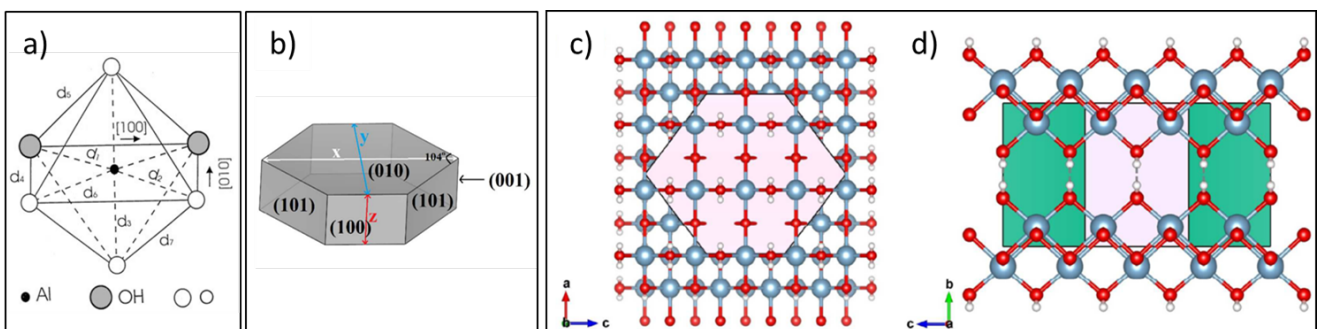 a)
d₅
[100]
d₁
d₄
d₆
d₂
[010]
d₃
d₇
Al
OH
O
b)
y
x
104°
(010)
(001)
(101)
(101)
(100)
z
c)
a
b
c
d)
b
c
a